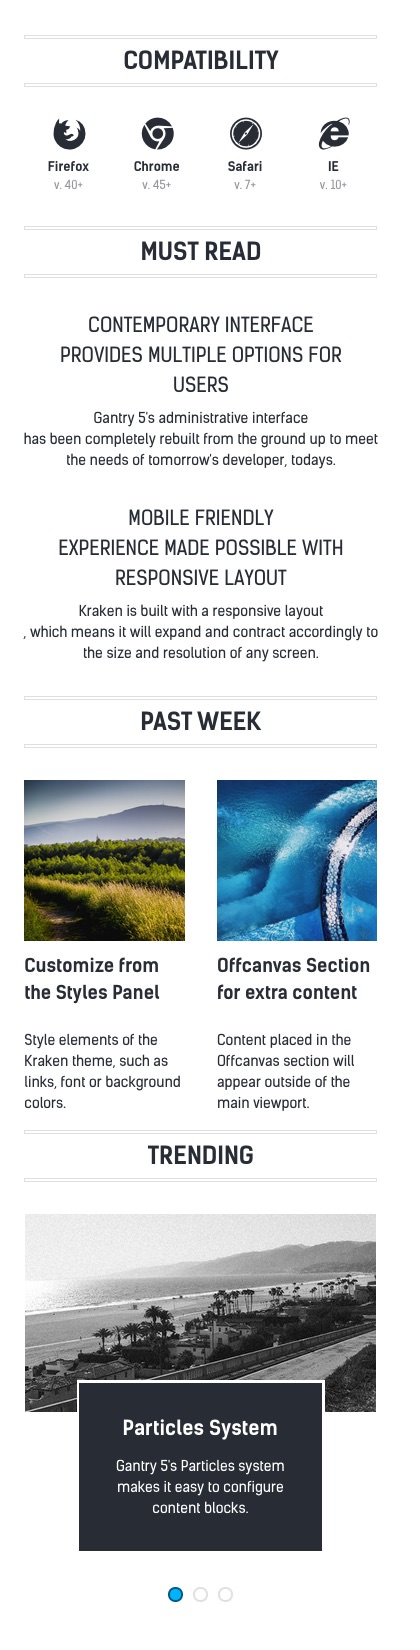 COMPATIBILITY
Firefox
v. 40+
Chrome
v. 45+
Safari
v. 7+
IE
v. 10+
MUST READ
CONTEMPORARY INTERFACE
PROVIDES MULTIPLE OPTIONS FOR
USERS
Gantry 5's administrative interface
has been completely rebuilt from the ground up to meet
the needs of tomorrow's developer, todays.
MOBILE FRIENDLY
EXPERIENCE MADE POSSIBLE WITH
RESPONSIVE LAYOUT
Kraken is built with a responsive layout
, which means it will expand and contract accordingly to
the size and resolution of any screen.
PAST WEEK
Customize from
the Styles Panel
Style elements of the
Kraken theme, such as
links, font or background
colors.
Offcanvas Section
for extra content
Content placed in the
Offcanvas section will
appear outside of the
main viewport.
TRENDING
Particles System
Gantry 5's Particles system
makes it easy to configure
content blocks.